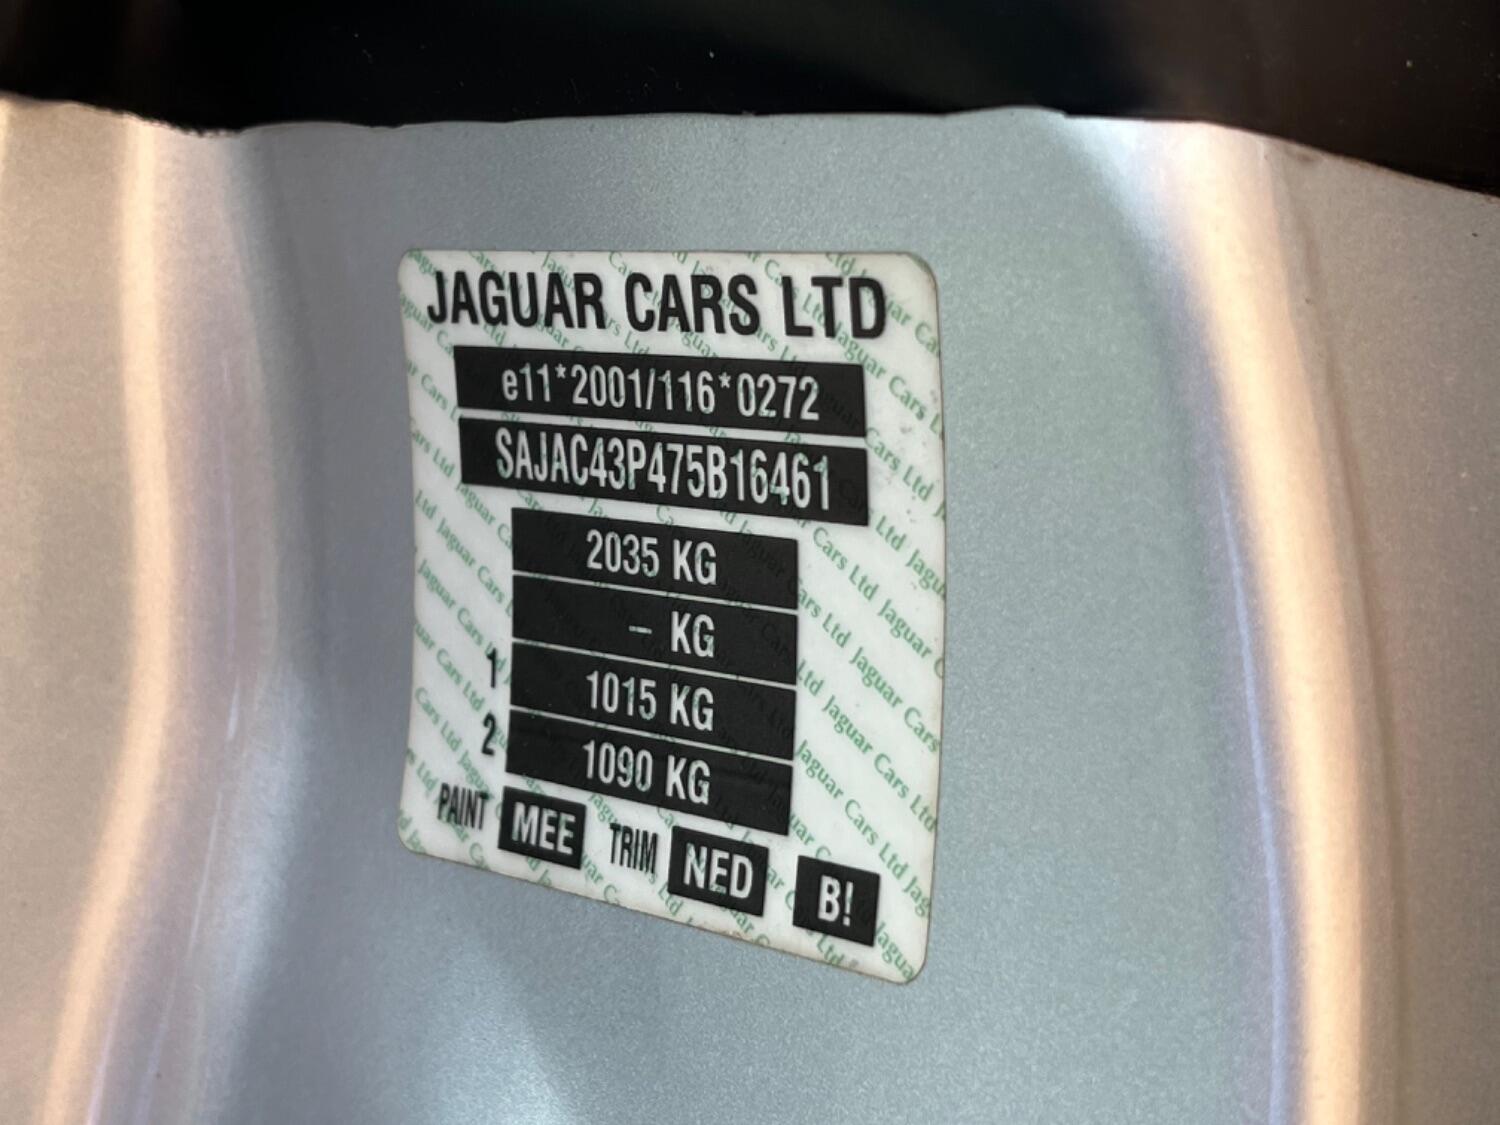 JAGUAR CARS LTD
e11*2001/116*0272
SAJAC43P475B16461
2035 KG
– KG
1 1015 KG
2 1090 KG
PAINT MEE TRIM NED B!